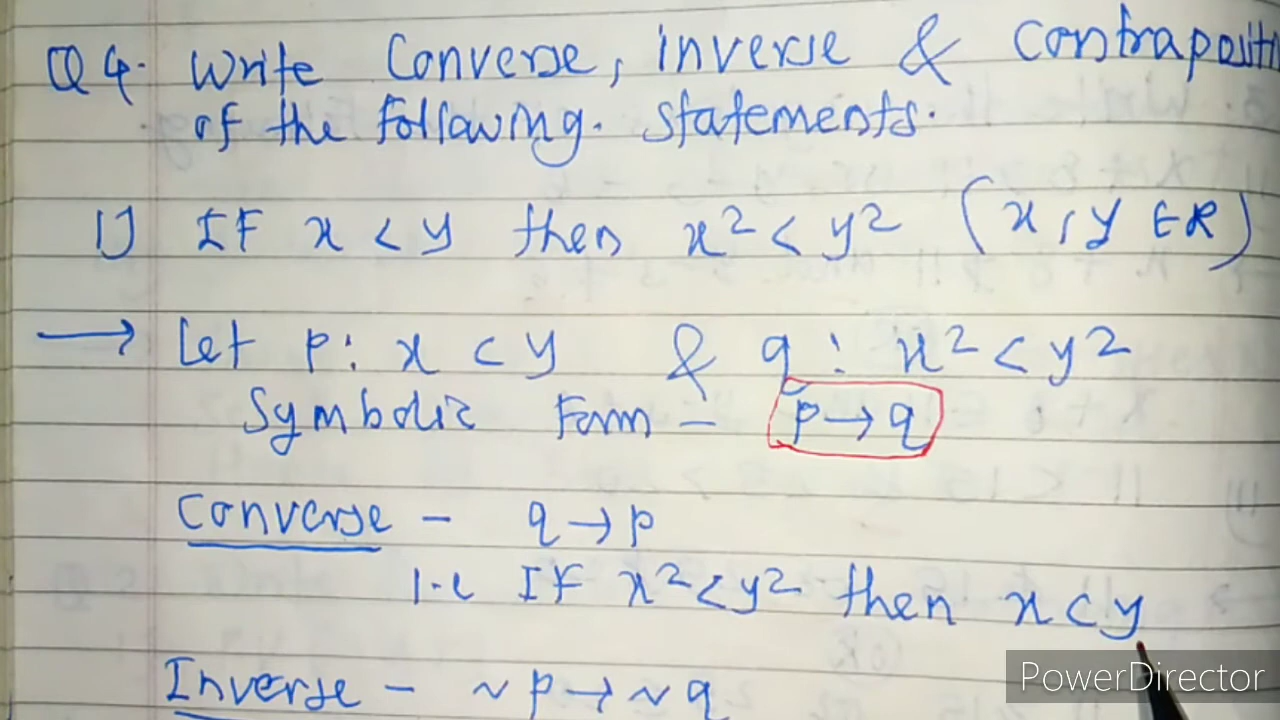 Q4. Write Converse, inverse & Contrapositi
of the following. statements.
1) If x < y then x² < y² (x, y ∈ R)
→ Let p: x < y & q: x² < y²
Symbolic Form - p → q
Converse - q → p
i.e If x² < y² then x < y
Inverse - ~p → ~q
PowerDirector